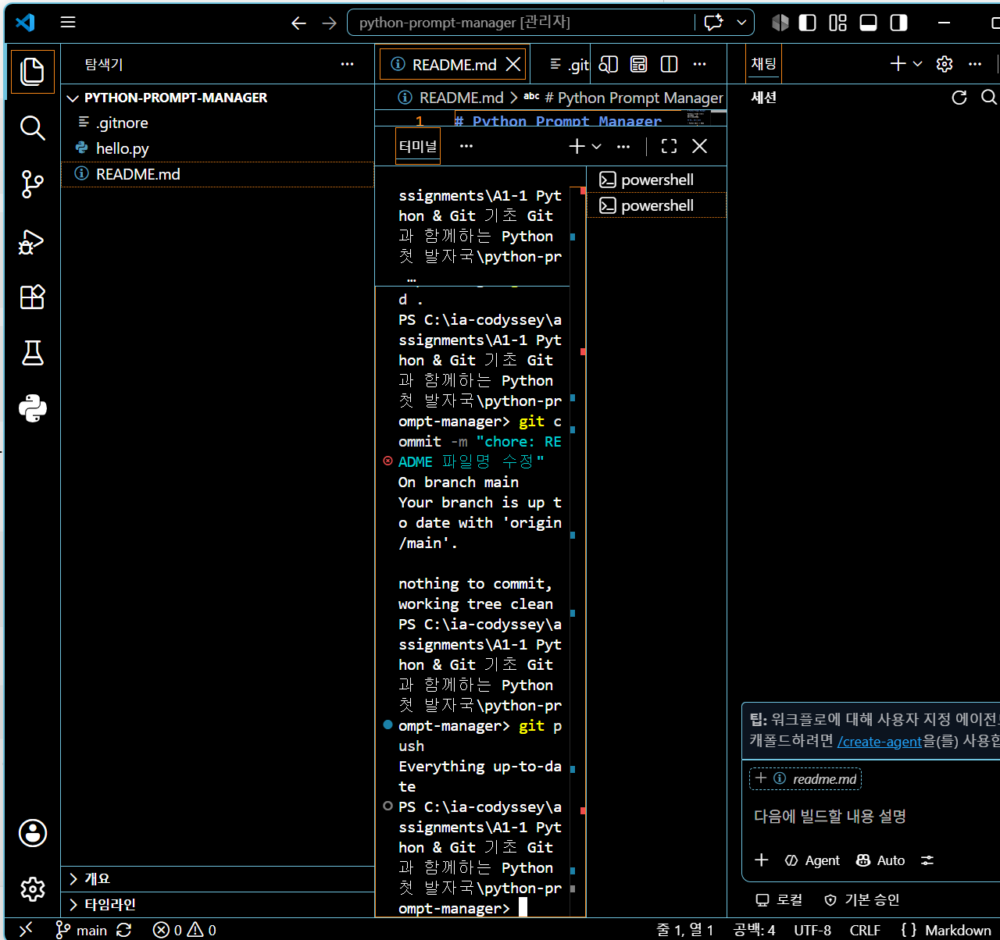 python-prompt-manager [관리자]
탐색기
PYTHON-PROMPT-MANAGER
.gitnore
hello.py
README.md
개요
타임라인
README.md
.git
README.md > abc # Python Prompt Manager
1 # Python Prompt Manager
터미널
ssignments\A1-1 Pyt
hon & Git 기초 Git
과 함께하는 Python
첫 발자국\python-pr
…
d .
PS C:\ia-codyssey\a
ssignments\A1-1 Pyt
hon & Git 기초 Git
과 함께하는 Python
첫 발자국\python-pr
ompt-manager> git c
ommit -m "chore: RE
ADME 파일명 수정"
On branch main
Your branch is up t
o date with 'origin
/main'.
nothing to commit,
working tree clean
PS C:\ia-codyssey\a
ssignments\A1-1 Pyt
hon & Git 기초 Git
과 함께하는 Python
첫 발자국\python-pr
ompt-manager> git p
ush
Everything up-to-da
te
PS C:\ia-codyssey\a
ssignments\A1-1 Pyt
hon & Git 기초 Git
과 함께하는 Python
첫 발자국\python-pr
ompt-manager>
powershell
powershell
채팅
세션
팁: 워크플로에 대해 사용자 지정
캐폴드하려면 /create-agent을(를)
readme.md
다음에 빌드할 내용 설명
Agent Auto
로컬 기본 승인
main 0 0 줄 1, 열 1 공백: 4 UTF-8 CRLF { } Markdown